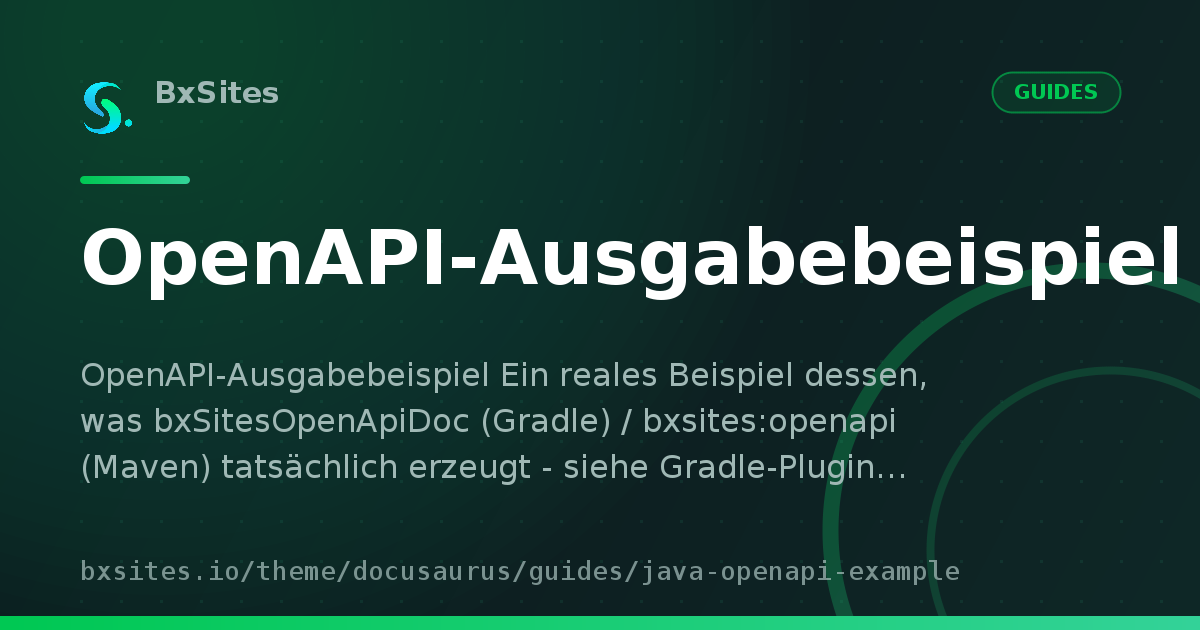 BxSites
GUIDES
OpenAPI-Ausgabebeispiel
OpenAPI-Ausgabebeispiel Ein reales Beispiel dessen,
was bxSitesOpenApiDoc (Gradle) / bxsites:openapi
(Maven) tatsächlich erzeugt - siehe Gradle-Plugin...
bxsites.io/theme/docusaurus/guides/java-openapi-example